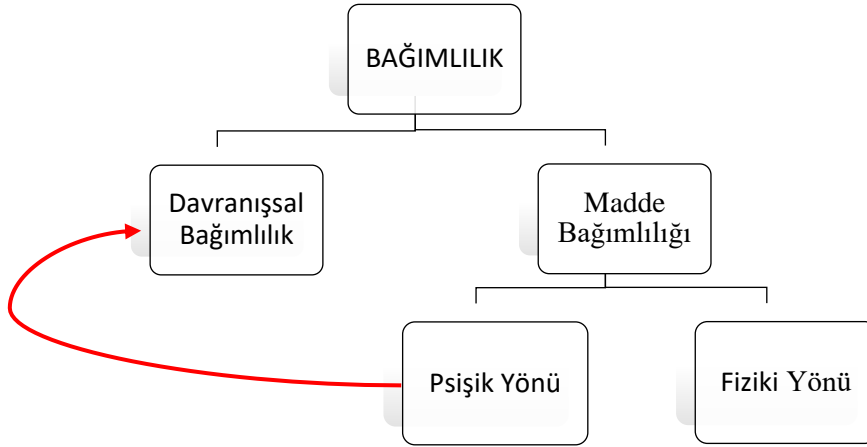 BAĞIMLILIK
Davranışsal
Bağımlılık
Madde
Bağımlılığı
Psişik Yönü
Fiziki Yönü